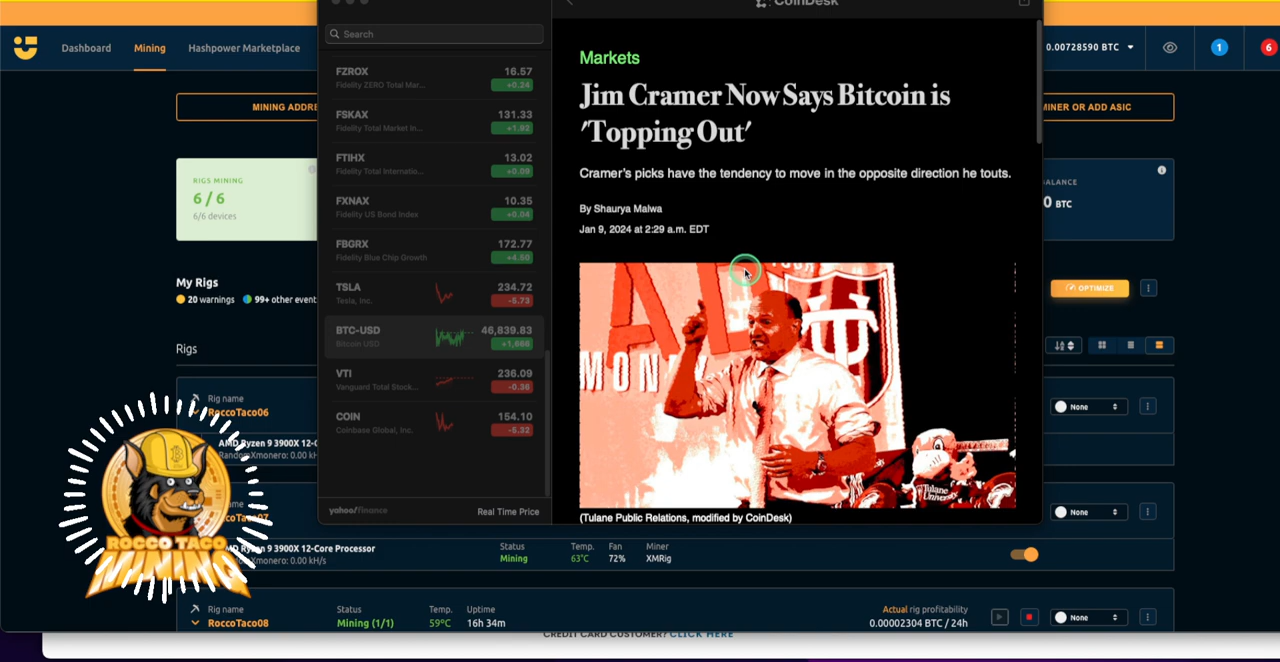 CoinDesk
Dashboard
Mining
Hashpower Marketplace
0.00728590 BTC
1
6
Search
MINING ADDRE
MINER OR ADD ASIC
RIGS MINING
6 / 6
6/6 devices
ALANCE
0 BTC
My Rigs
20 warnings
99+ other event
OPTIMIZE
Rigs
FZROX 16.57
Fidelity ZERO Total Mar... +0.24
FSKAX 131.33
Fidelity Total Market In... +1.92
FTIHX 13.02
Fidelity Total Internatio... +0.09
FXNAX 10.35
Fidelity US Bond Index +0.04
FBGRX 172.77
Fidelity Blue Chip Growth +4.50
TSLA 234.72
Tesla, Inc. -5.73
BTC-USD 46,839.83
Bitcoin USD +1,666
VTI 236.09
Vanguard Total Stock... -0.36
COIN 154.10
Coinbase Global, Inc. -5.32
yahoo!finance
Real Time Price
Markets
Jim Cramer Now Says Bitcoin is
'Topping Out'
Cramer's picks have the tendency to move in the opposite direction he touts.
By Shaurya Malwa
Jan 9, 2024 at 2:29 a.m. EDT
MON
Tulane
University
(Tulane Public Relations, modified by CoinDesk)
Rig name
RoccoTaco06
None
AMD Ryzen 9 3900X 12-C
RandomXmonero: 0.00 kH
None
MD Ryzen 9 3900X 12-Core Processor
nero: 0.00 kH/s
Status
Mining
Temp.
63°C
Fan
72%
Miner
XMRig
ROCCO TACO
MINING
Rig name
RoccoTaco08
Status
Mining (1/1)
Temp.
59°C
Uptime
16h 34m
Actual rig profitability
0.00002304 BTC / 24h
None
CREDIT CARD CUSTOMER? CLICK HERE